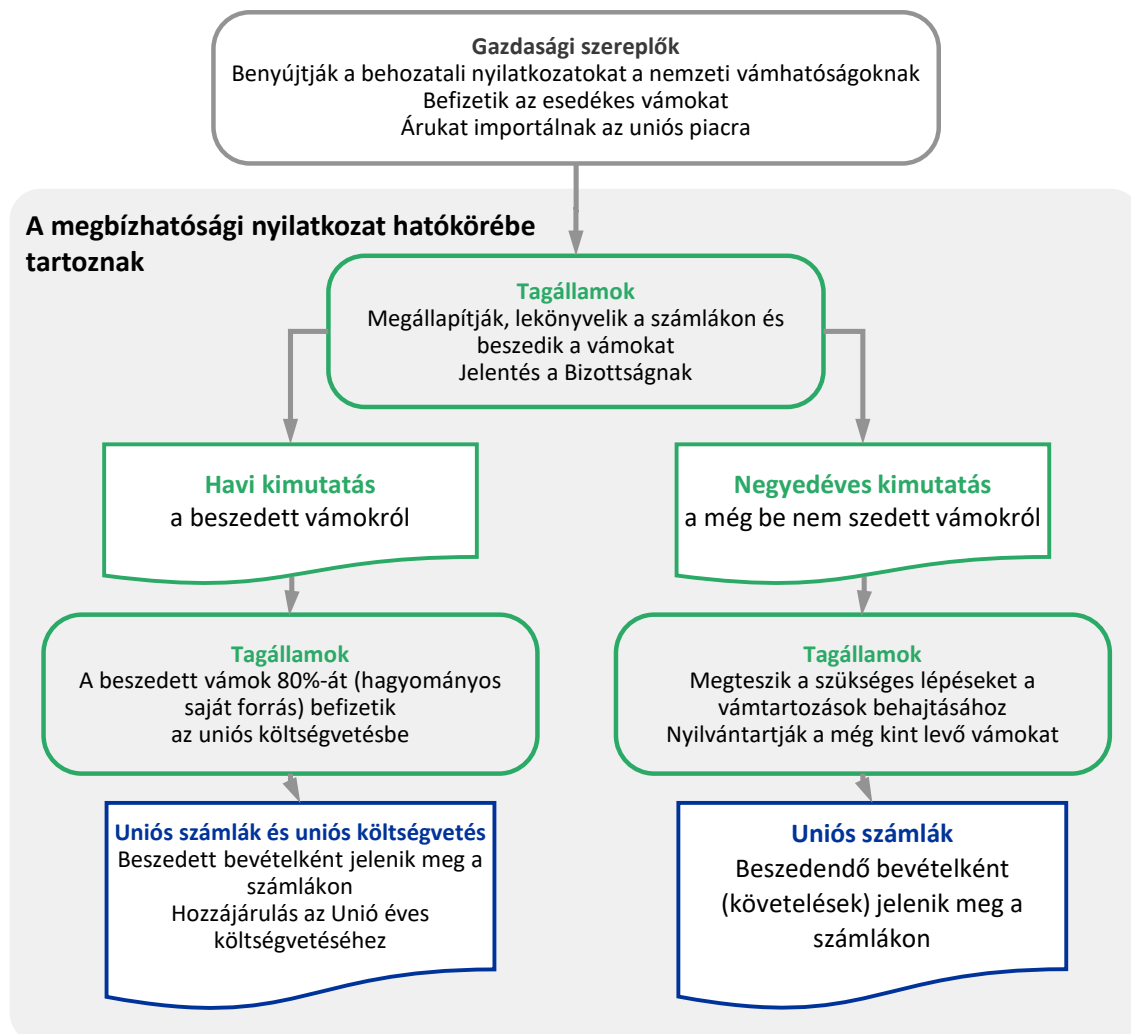 Gazdasági szereplők
Benyújtják a behozatali nyilatkozatokat a nemzeti vámhatóságoknak
Befizetik az esedékes vámokat
Árukat importálnak az uniós piacra
A megbízhatósági nyilatkozat hatókörébe
tartoznak
Tagállamok
Megállapítják, lekönyvelik a számlákon és
beszedik a vámokat
Jelentés a Bizottságnak
Havi kimutatás
a beszedett vámokról
Negyedéves kimutatás
a még be nem szedett vámokról
Tagállamok
A beszedett vámok 80%-át (hagyományos
saját forrás) befizetik
az uniós költségvetésbe
Tagállamok
Megteszik a szükséges lépéseket a
vámtartozások behajtásához
Nyilvántartják a még kint levő vámokat
Uniós számlák és uniós költségvetés
Beszedett bevételként jelenik meg a
számlákon
Hozzájárulás az Unió éves
költségvetéséhez
Uniós számlák
Beszedendő bevételként
(követelések) jelenik meg a
számlákon